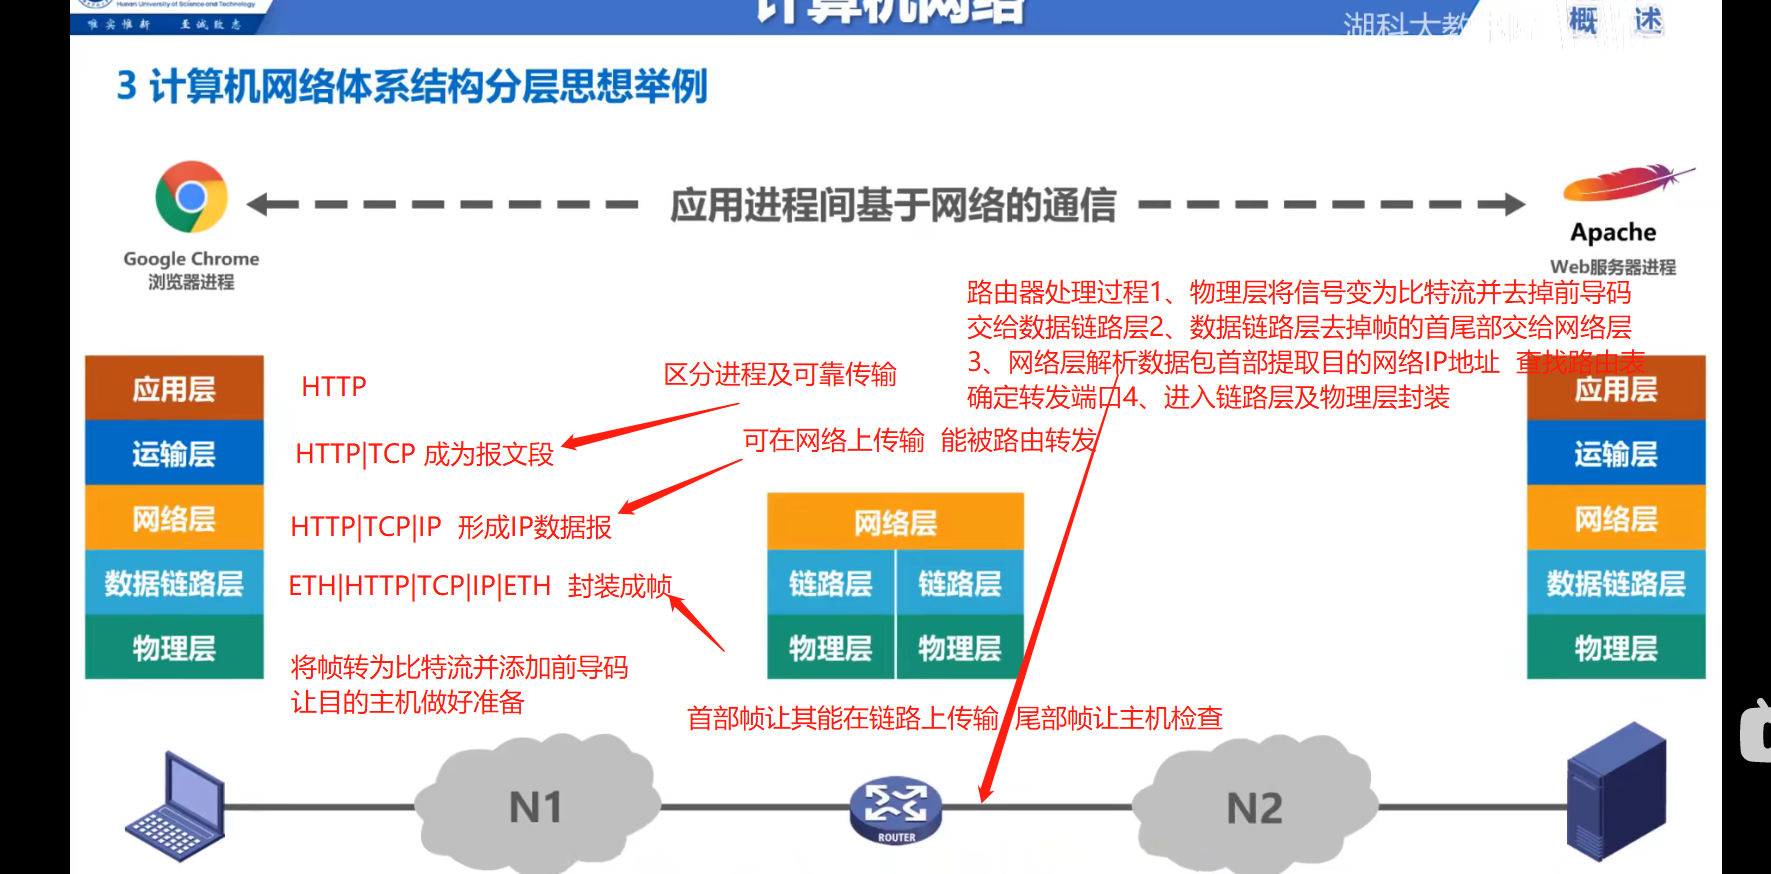 Hunan University of Science and Technology
唯实惟新 至诚致志
计算机网络
湖科大教
概述
3 计算机网络体系结构分层思想举例
应用进程间基于网络的通信
Google Chrome
浏览器进程
Apache
Web服务器进程
路由器处理过程1、物理层将信号变为比特流并去掉前导码
交给数据链路层2、数据链路层去掉帧的首尾部交给网络层
3、网络层解析数据包首部提取目的网络IP地址 查找路由表
确定转发端口4、进入链路层及物理层封装
应用层
HTTP
区分进程及可靠传输
应用层
运输层
HTTP|TCP 成为报文段
可在网络上传输 能被路由转发
运输层
网络层
HTTP|TCP|IP 形成IP数据报
网络层
网络层
数据链路层
ETH|HTTP|TCP|IP|ETH 封装成帧
链路层
链路层
数据链路层
物理层
将帧转为比特流并添加前导码
让目的主机做好准备
物理层
物理层
物理层
首部帧让其能在链路上传输 尾部帧让主机检查
N1
ROUTER
N2